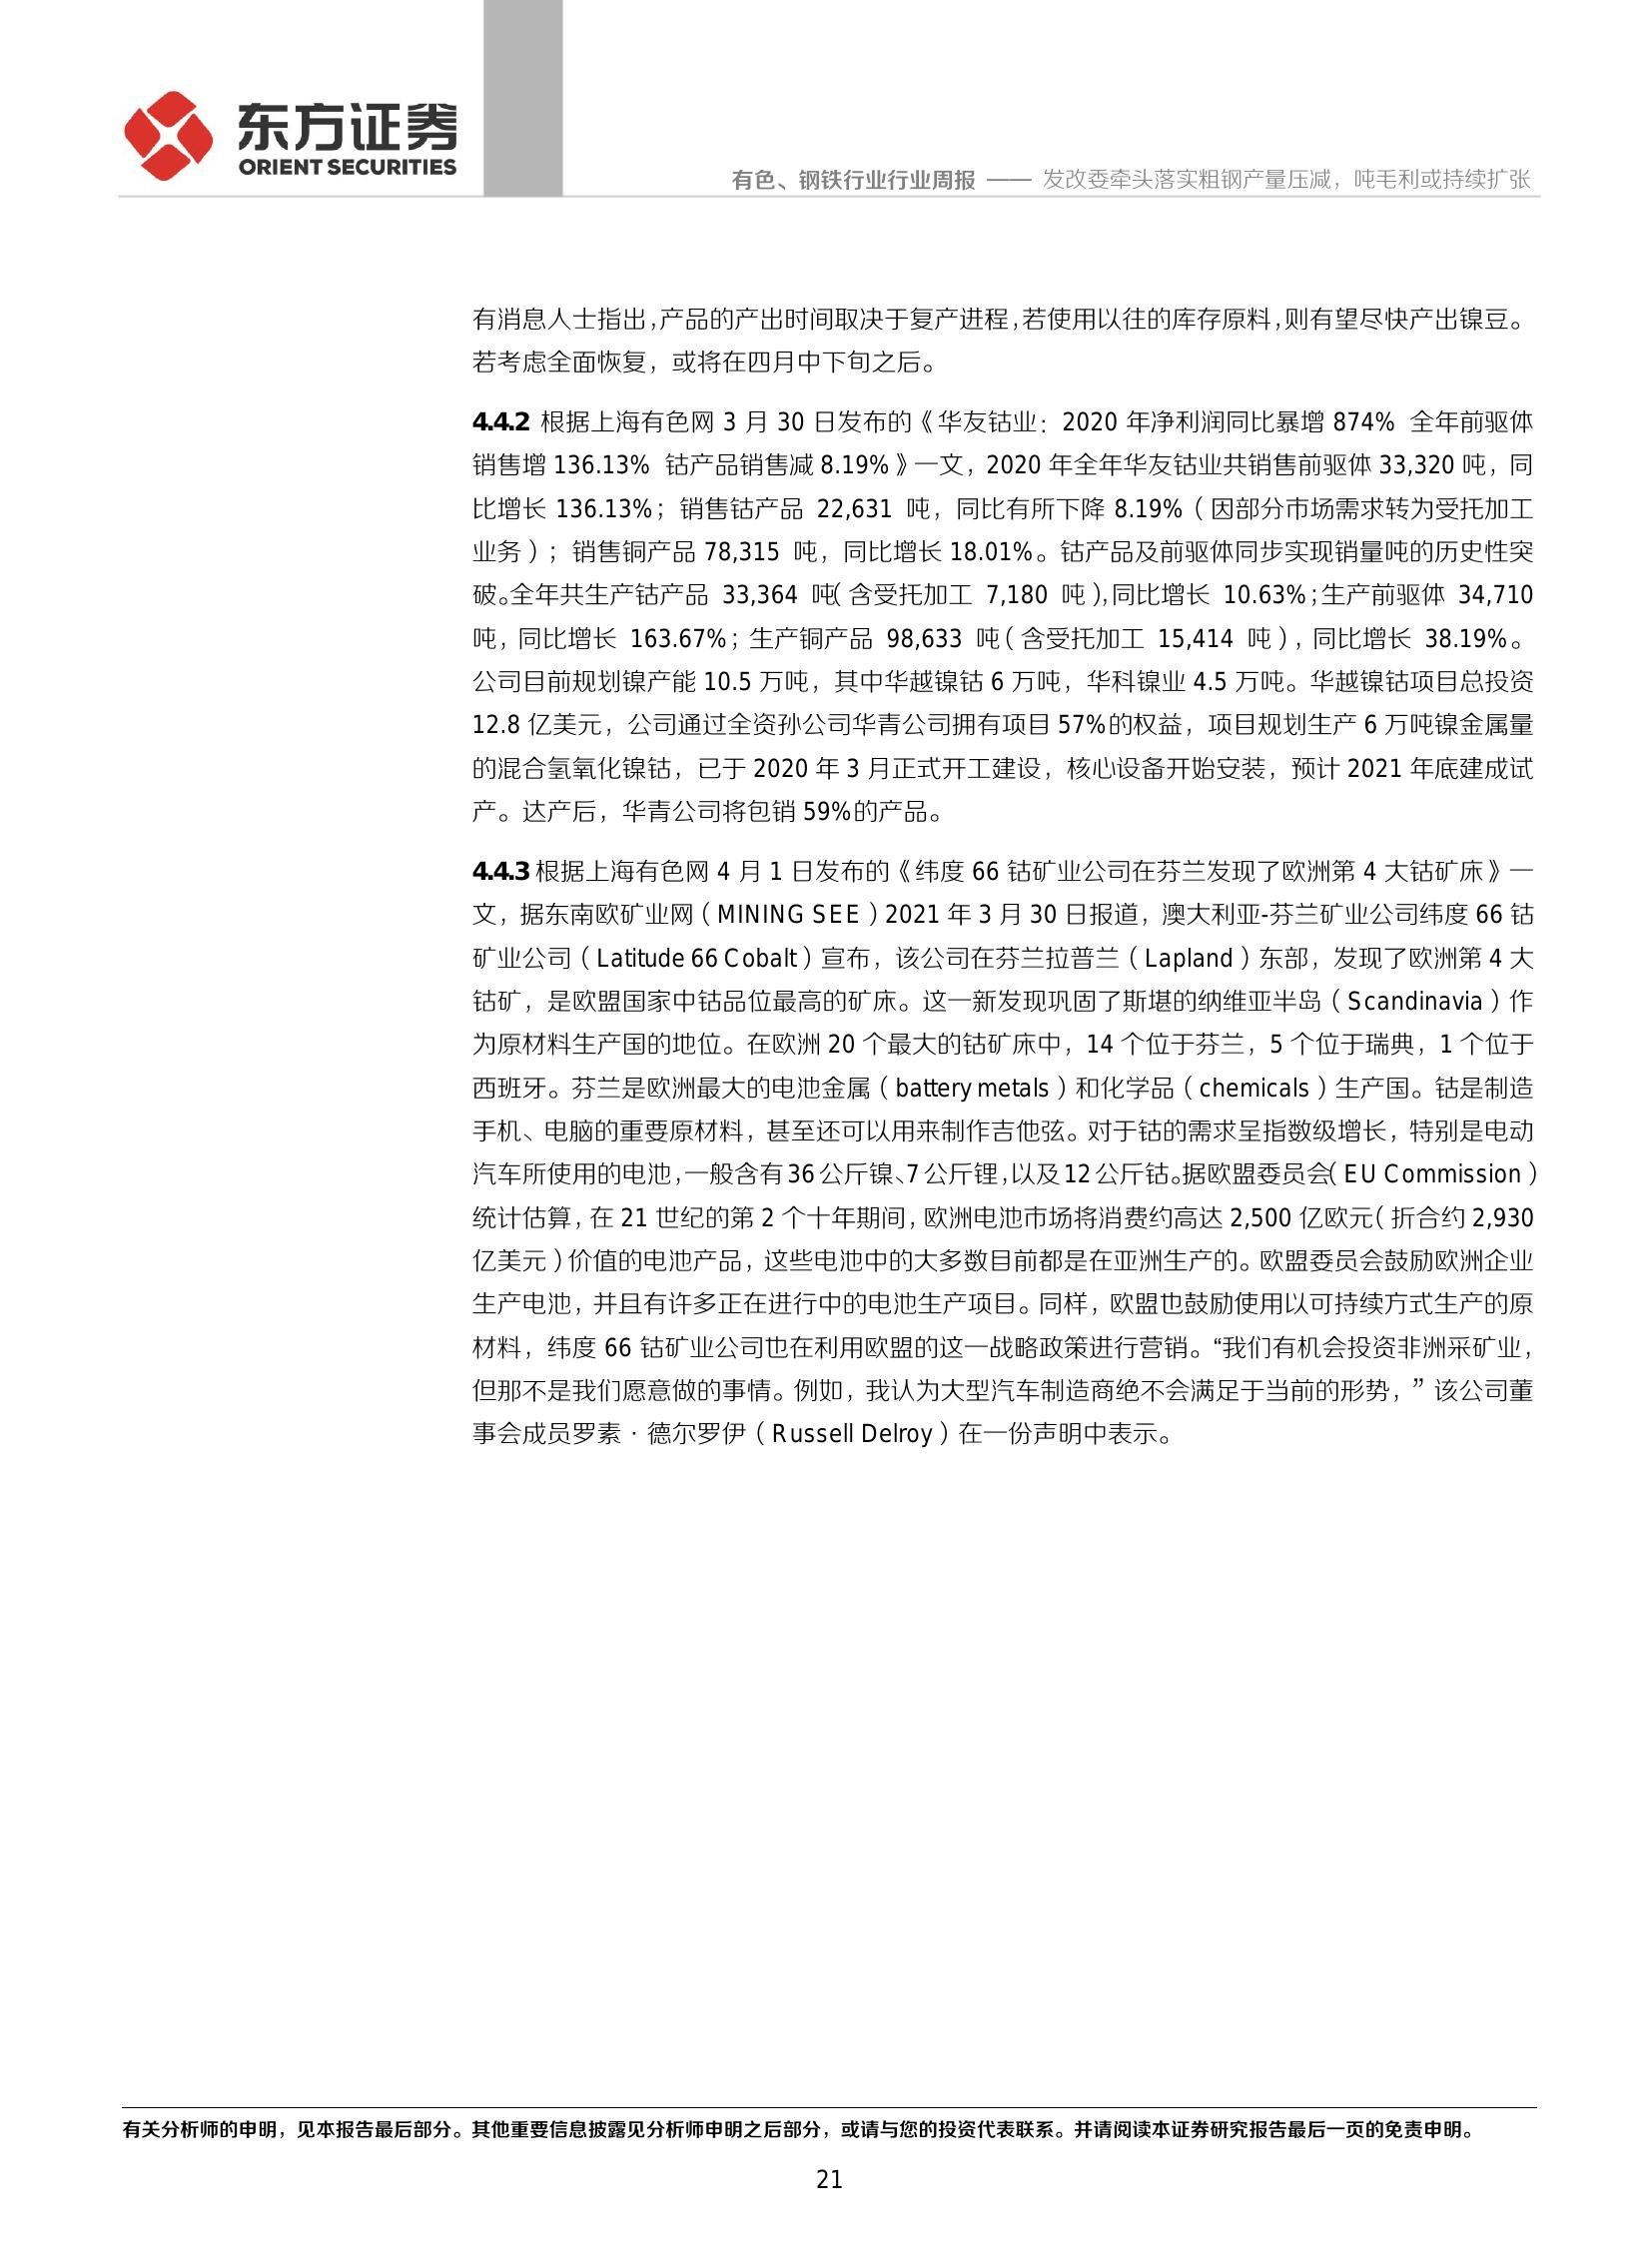 东方证券
ORIENT SECURITIES
有色、钢铁行业行业周报 —— 发改委牵头落实粗钢产量压减，吨毛利或持续扩张
有消息人士指出，产品的产出时间取决于复产进程，若使用以往的库存原料，则有望尽快产出镍豆。
若考虑全面恢复，或将在四月中下旬之后。
4.4.2 根据上海有色网 3 月 30 日发布的《华友钴业：2020 年净利润同比暴增 874% 全年前驱体
销售增 136.13% 钴产品销售减 8.19%》一文，2020 年全年华友钴业共销售前驱体 33,320 吨，同
比增长 136.13%；销售钴产品 22,631 吨，同比有所下降 8.19%（因部分市场需求转为受托加工
业务）；销售铜产品 78,315 吨，同比增长 18.01%。钴产品及前驱体同步实现销量吨的历史性突
破。全年共生产钴产品 33,364 吨（含受托加工 7,180 吨），同比增长 10.63%；生产前驱体 34,710
吨，同比增长 163.67%；生产铜产品 98,633 吨（含受托加工 15,414 吨），同比增长 38.19%。
公司目前规划镍产能 10.5 万吨，其中华越镍钴 6 万吨，华科镍业 4.5 万吨。华越镍钴项目总投资
12.8 亿美元，公司通过全资孙公司华青公司拥有项目 57%的权益，项目规划生产 6 万吨镍金属量
的混合氢氧化镍钴，已于 2020 年 3 月正式开工建设，核心设备开始安装，预计 2021 年底建成试
产。达产后，华青公司将包销 59%的产品。
4.4.3 根据上海有色网 4 月 1 日发布的《纬度 66 钴矿业公司在芬兰发现了欧洲第 4 大钴矿床》一
文，据东南欧矿业网（MINING SEE）2021 年 3 月 30 日报道，澳大利亚-芬兰矿业公司纬度 66 钴
矿业公司（Latitude 66 Cobalt）宣布，该公司在芬兰拉普兰（Lapland）东部，发现了欧洲第 4 大
钴矿，是欧盟国家中钴品位最高的矿床。这一新发现巩固了斯堪的纳维亚半岛（Scandinavia）作
为原材料生产国的地位。在欧洲 20 个最大的钴矿床中，14 个位于芬兰，5 个位于瑞典，1 个位于
西班牙。芬兰是欧洲最大的电池金属（battery metals）和化学品（chemicals）生产国。钴是制造
手机、电脑的重要原材料，甚至还可以用来制作吉他弦。对于钴的需求呈指数级增长，特别是电动
汽车所使用的电池，一般含有 36 公斤镍、7 公斤锂，以及 12 公斤钴。据欧盟委员会（EU Commission）
统计估算，在 21 世纪的第 2 个十年期间，欧洲电池市场将消费约高达 2,500 亿欧元（折合约 2,930
亿美元）价值的电池产品，这些电池中的大多数目前都是在亚洲生产的。欧盟委员会鼓励欧洲企业
生产电池，并且有许多正在进行中的电池生产项目。同样，欧盟也鼓励使用以可持续方式生产的原
材料，纬度 66 钴矿业公司也在利用欧盟的这一战略政策进行营销。“我们有机会投资非洲采矿业，
但那不是我们愿意做的事情。例如，我认为大型汽车制造商绝不会满足于当前的形势，” 该公司董
事会成员罗素·德尔罗伊（Russell Delroy）在一份声明中表示。
有关分析师的申明，见本报告最后部分。其他重要信息披露见分析师申明之后部分，或请与您的投资代表联系。并请阅读本证券研究报告最后一页的免责申明。
21